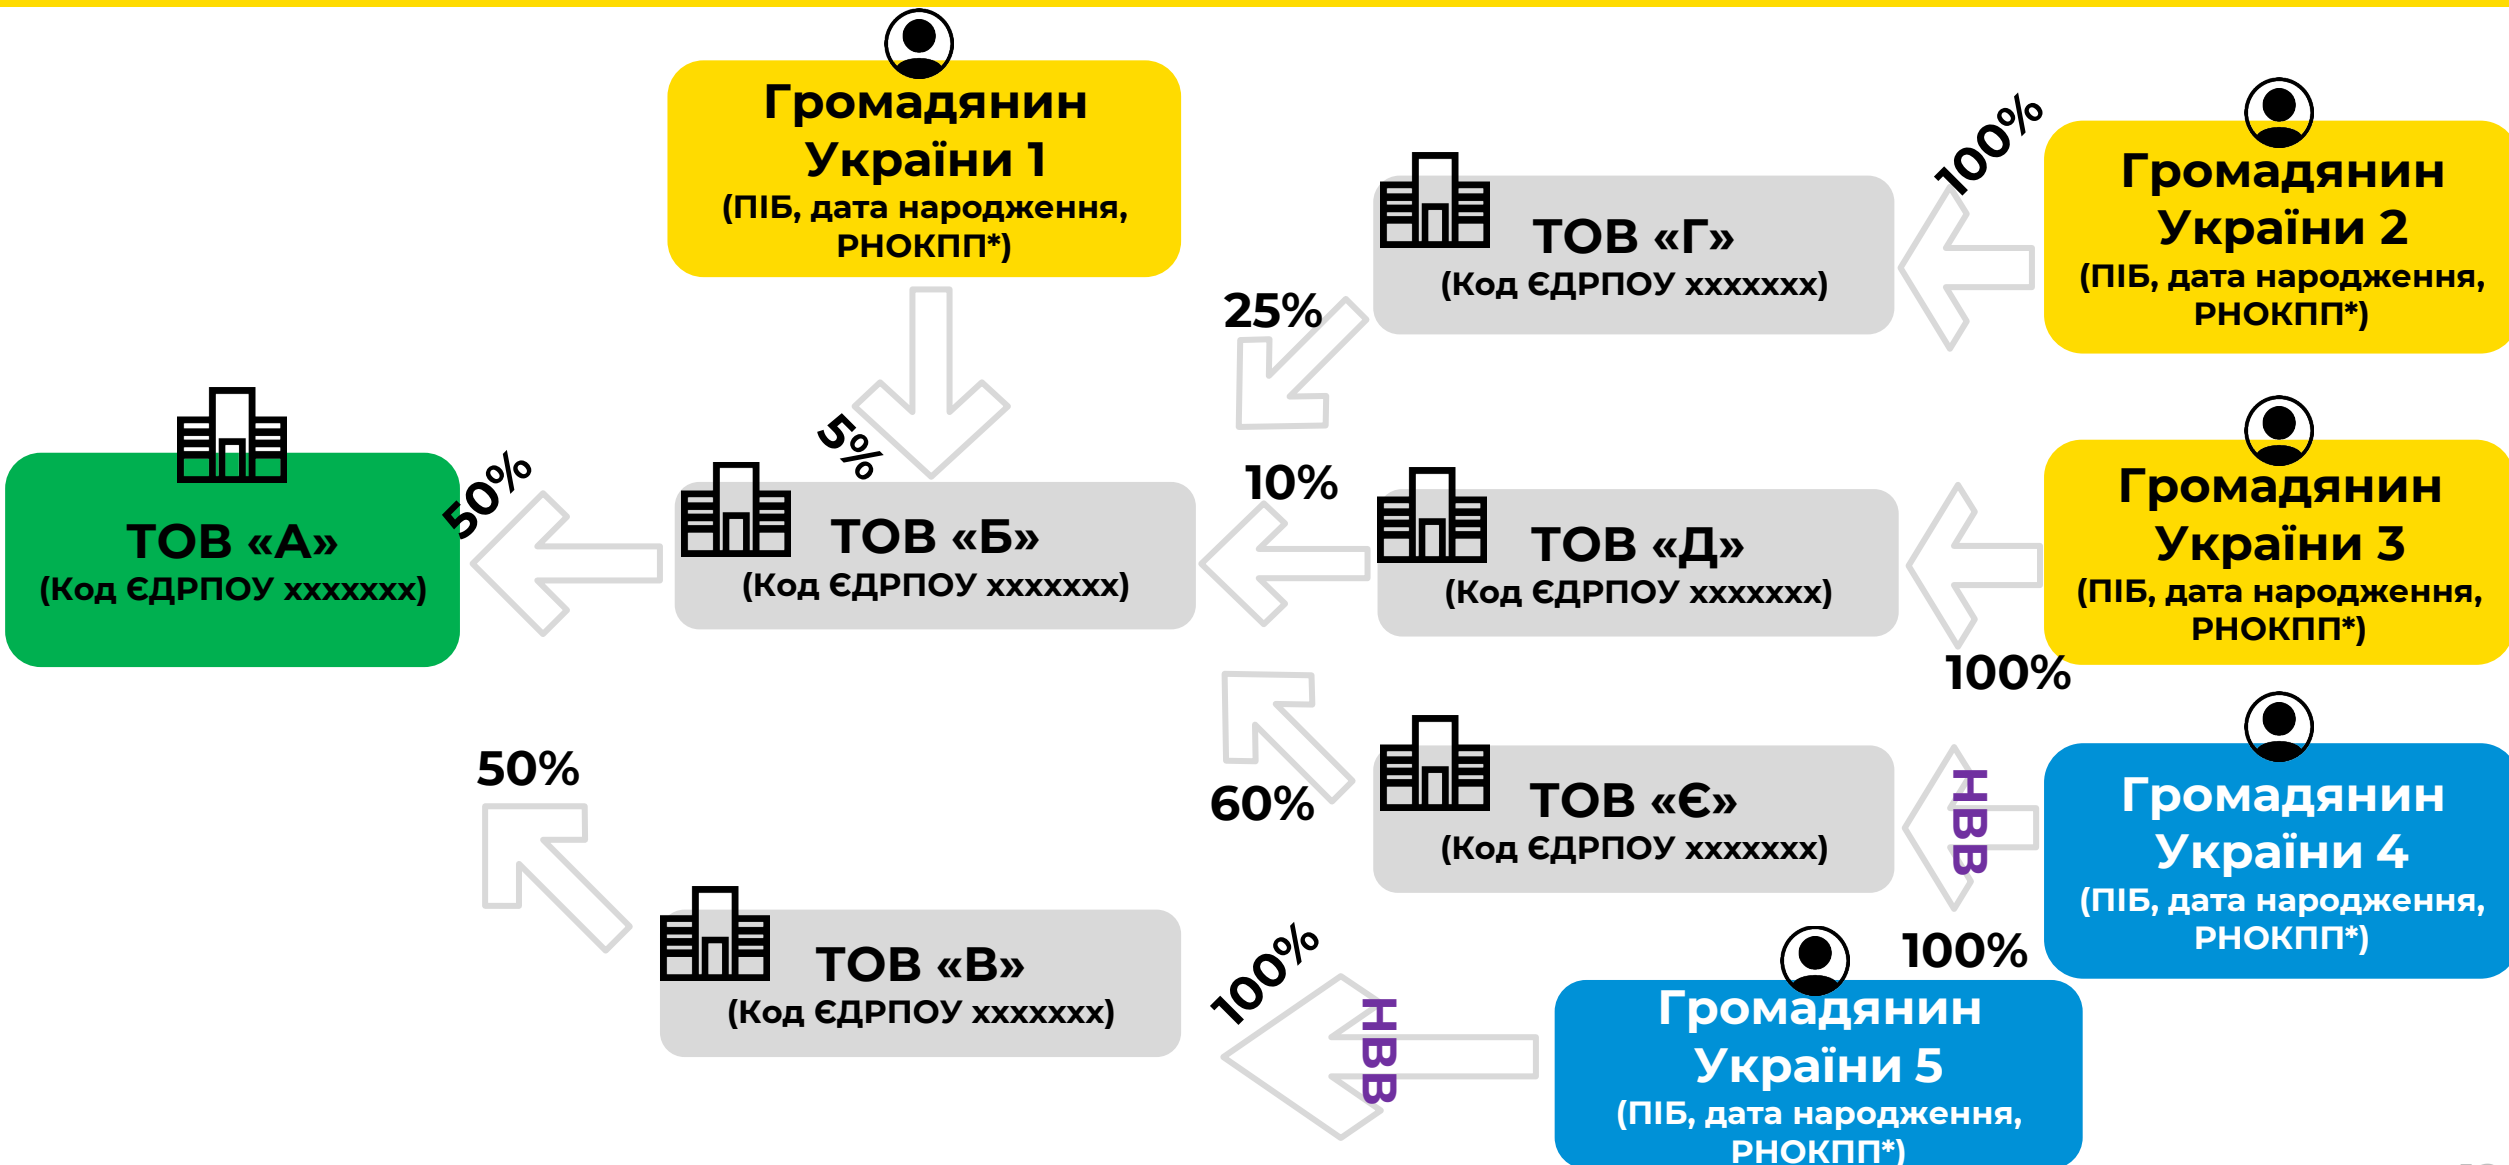 Громадянин
України 1
(ПІБ, дата народження,
РНОКПП*)
100%
Громадянин
України 2
(ПІБ, дата народження,
РНОКПП*)
ТОВ «Г»
(Код ЄДРПОУ xxxxxxx)
25%
5%
50%
ТОВ «А»
(Код ЄДРПОУ xxxxxxx)
ТОВ «Б»
(Код ЄДРПОУ xxxxxxx)
10%
ТОВ «Д»
(Код ЄДРПОУ xxxxxxx)
Громадянин
України 3
(ПІБ, дата народження,
РНОКПП*)
100%
50%
60%
ТОВ «Є»
(Код ЄДРПОУ xxxxxxx)
НВВ
Громадянин
України 4
(ПІБ, дата народження,
РНОКПП*)
100%
ТОВ «В»
(Код ЄДРПОУ xxxxxxx)
100%
НВВ
Громадянин
України 5
(ПІБ, дата народження,
РНОКПП*)